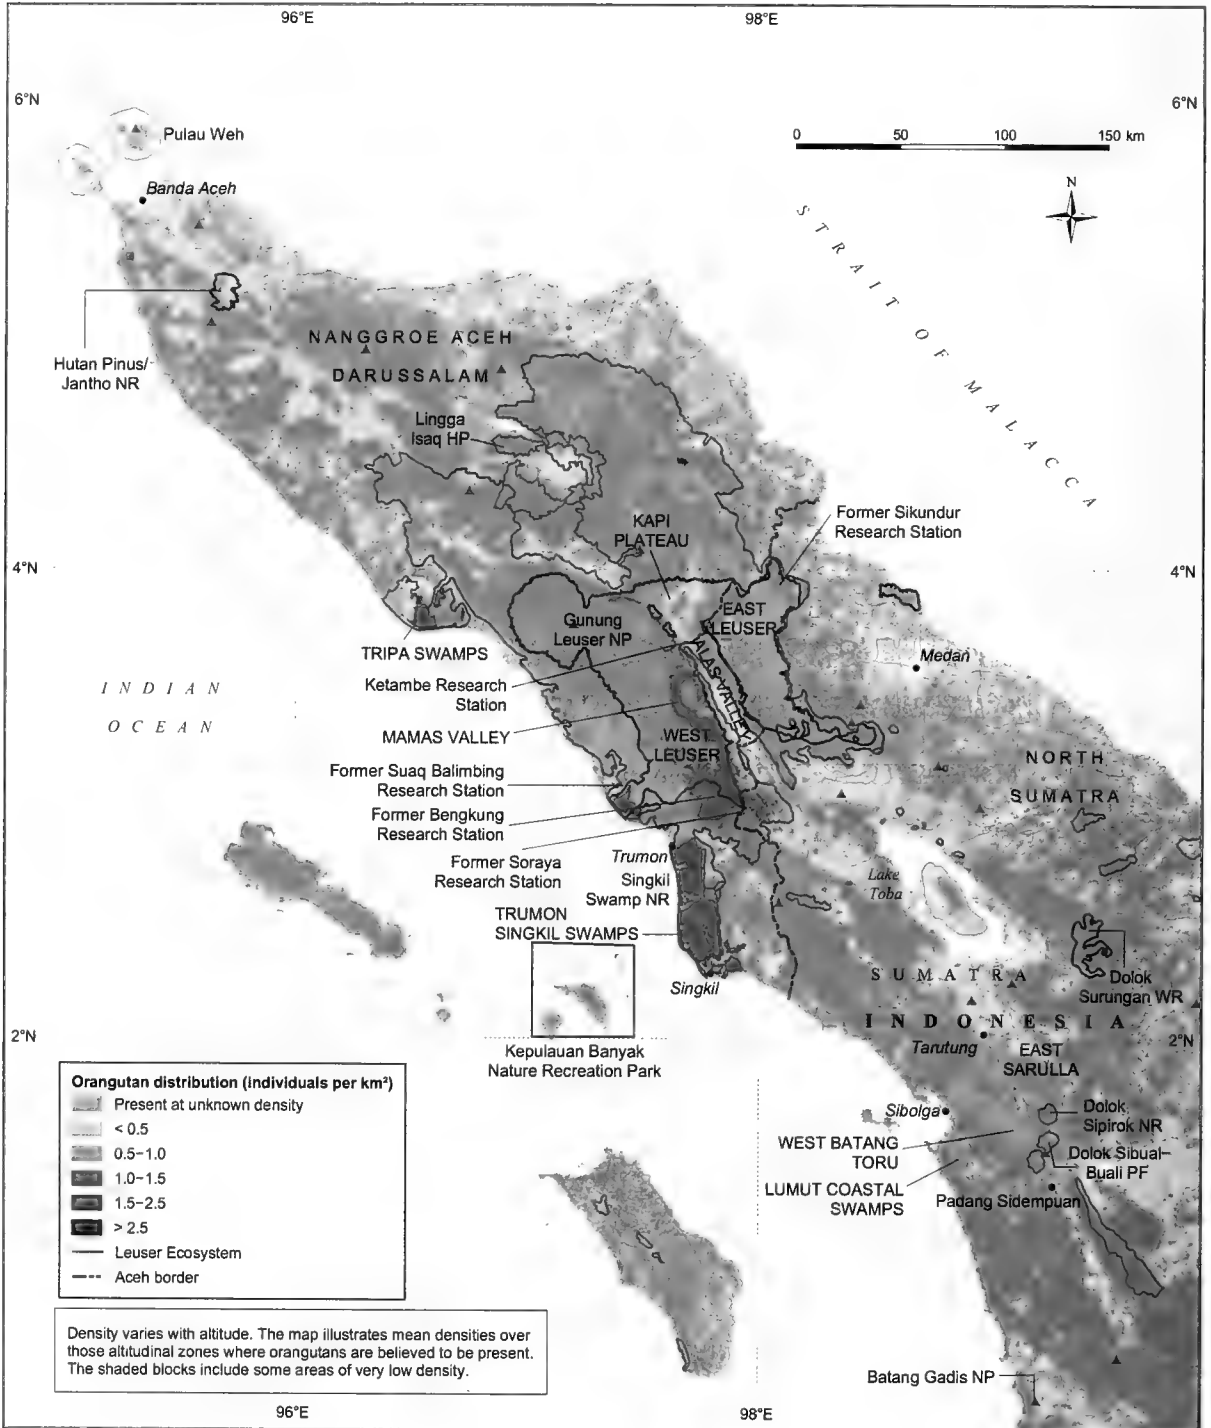 96°E
98°E
6°N
6°N
Pulau Weh
0 50 100 150 km
Banda Aceh
N
STRAIT OF MALACCA
NANGGROE ACEH
DARUSSALAM
Hutan Pinus/
Jantho NR
Lingga
Isaq HP
Former Sikundur
Research Station
KAPI
PLATEAU
4°N
4°N
EAST
LEUSER
Gunung
Leuser NP
ALAS VALLEY
TRIPA SWAMPS
Medan
Ketambe Research
Station
INDIAN
OCEAN
MAMAS VALLEY
WEST
LEUSER
NORTH
SUMATRA
Former Suaq Balimbing
Research Station
Former Bengkung
Research Station
Former Soraya
Research Station
Trumon
Singkil
Swamp NR
Lake
Toba
TRUMON
SINGKIL SWAMPS
Singkil
SUMATRA
Dolok
Surungan WR
INDONESIA
2°N
2°N
Tarutung
EAST
SARULLA
Kepulauan Banyak
Nature Recreation Park
Sibolga
Dolok
Sipirok NR
WEST BATANG
TORU
Dolok Sibual–
Buali PF
LUMUT COASTAL
SWAMPS
Padang Sidempuan
Orangutan distribution (individuals per km²)
Present at unknown density
< 0.5
0.5–1.0
1.0–1.5
1.5–2.5
> 2.5
Leuser Ecosystem
Aceh border
Density varies with altitude. The map illustrates mean densities over
those altitudinal zones where orangutans are believed to be present.
The shaded blocks include some areas of very low density.
Batang Gadis NP
96°E
98°E